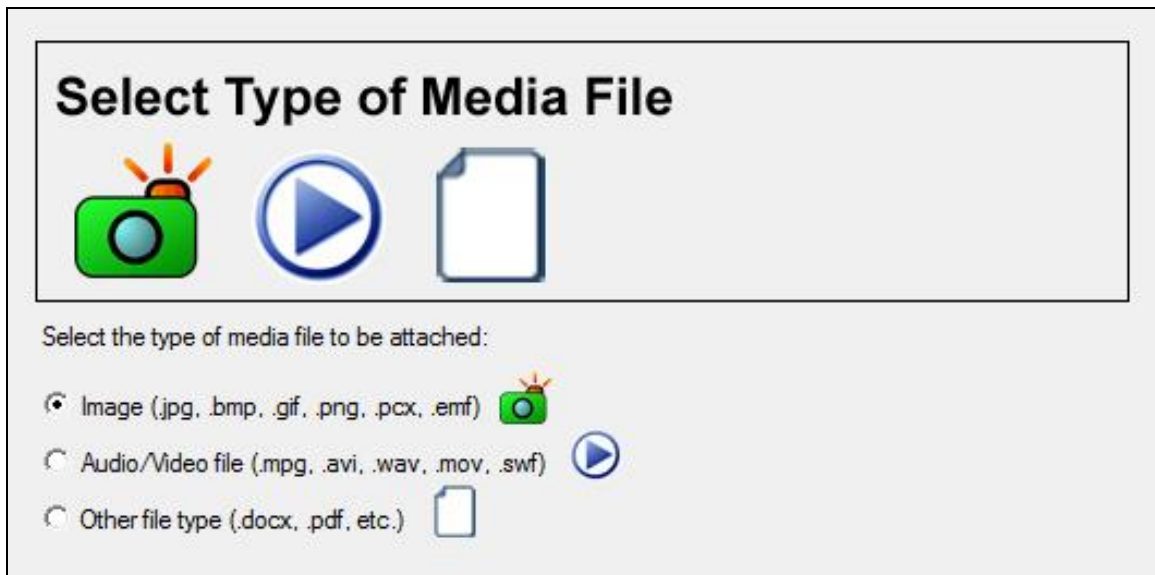 Select Type of Media File
Select the type of media file to be attached:
Image (.jpg, .bmp, .gif, .png, .pcx, .emf)
Audio/Video file (.mpg, .avi, .wav, .mov, .swf)
Other file type (.docx, .pdf, etc.)